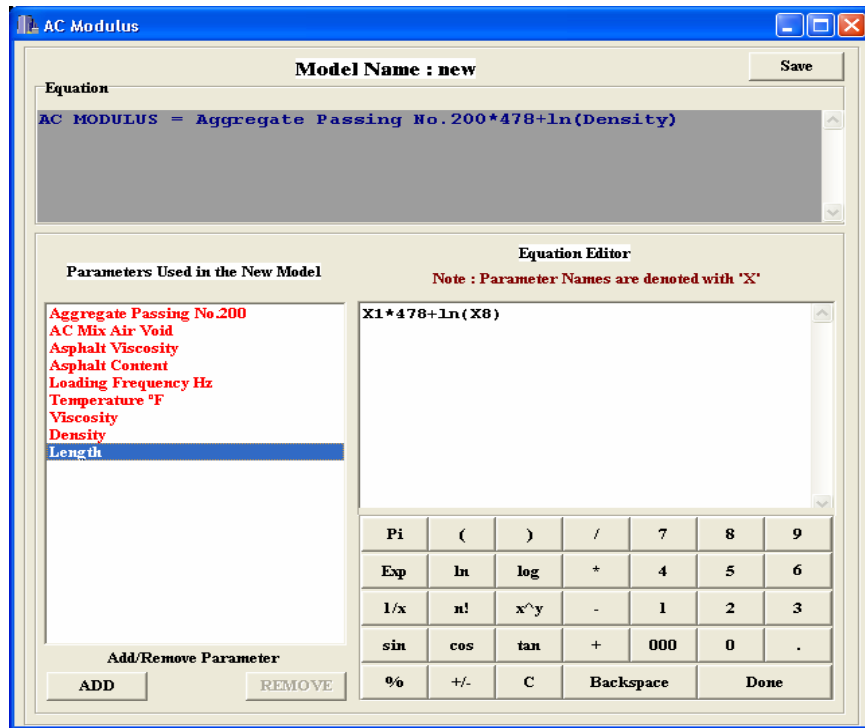 AC Modulus
Model Name : new
Save
Equation
AC MODULUS = Aggregate Passing No.200*478+ln(Density)
Parameters Used in the New Model
Equation Editor
Note : Parameter Names are denoted with 'X'
Aggregate Passing No.200
AC Mix Air Void
Asphalt Viscosity
Asphalt Content
Loading Frequency Hz
Temperature °F
Viscosity
Density
Length
X1*478+ln(X8)
Pi ( ) / 7 8 9
Exp ln log * 4 5 6
1/x n! x^y - 1 2 3
sin cos tan + 000 0 .
% +/- C Backspace Done
Add/Remove Parameter
ADD REMOVE